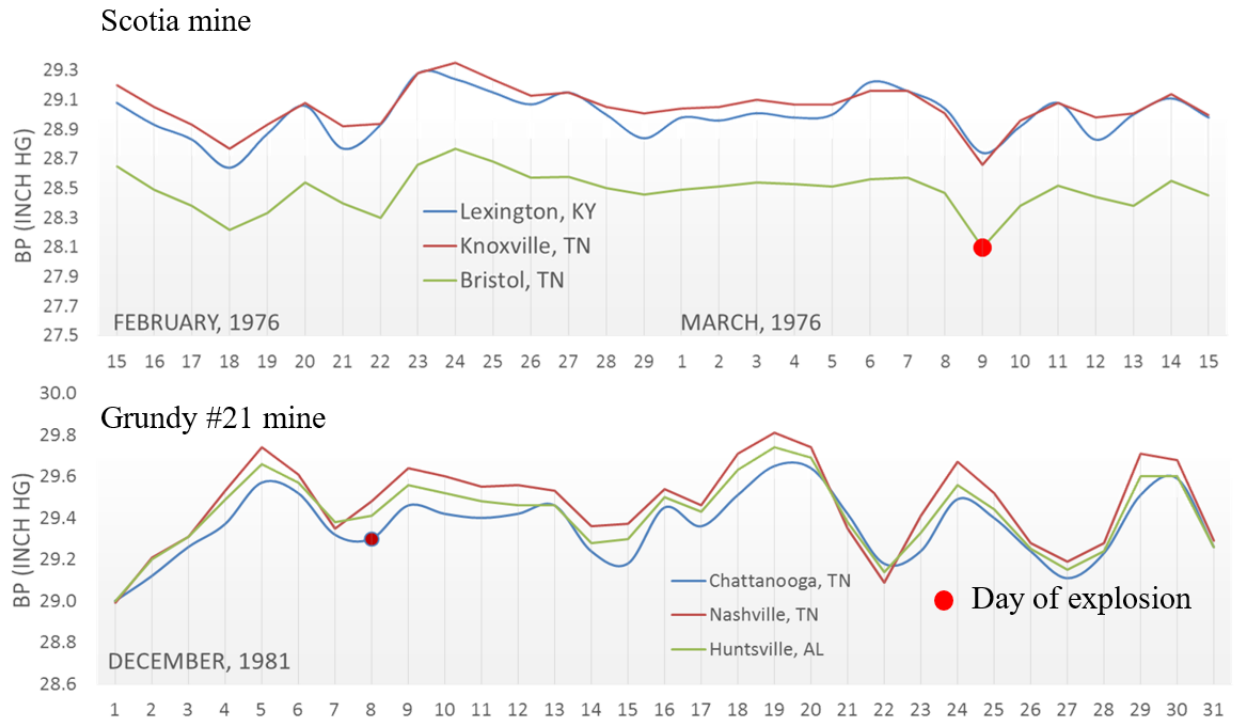 Scotia mine
BP (INCH HG)
29.3
29.1
28.9
28.7
28.5
28.3
28.1
27.9
27.7
27.5
Lexington, KY
Knoxville, TN
Bristol, TN
FEBRUARY, 1976
MARCH, 1976
15 16 17 18 19 20 21 22 23 24 25 26 27 28 29 1 2 3 4 5 6 7 8 9 10 11 12 13 14 15
Grundy #21 mine
BP (INCH HG)
30.0
29.8
29.6
29.4
29.2
29.0
28.8
28.6
Chattanooga, TN
Nashville, TN
Huntsville, AL
Day of explosion
DECEMBER, 1981
1 2 3 4 5 6 7 8 9 10 11 12 13 14 15 16 17 18 19 20 21 22 23 24 25 26 27 28 29 30 31